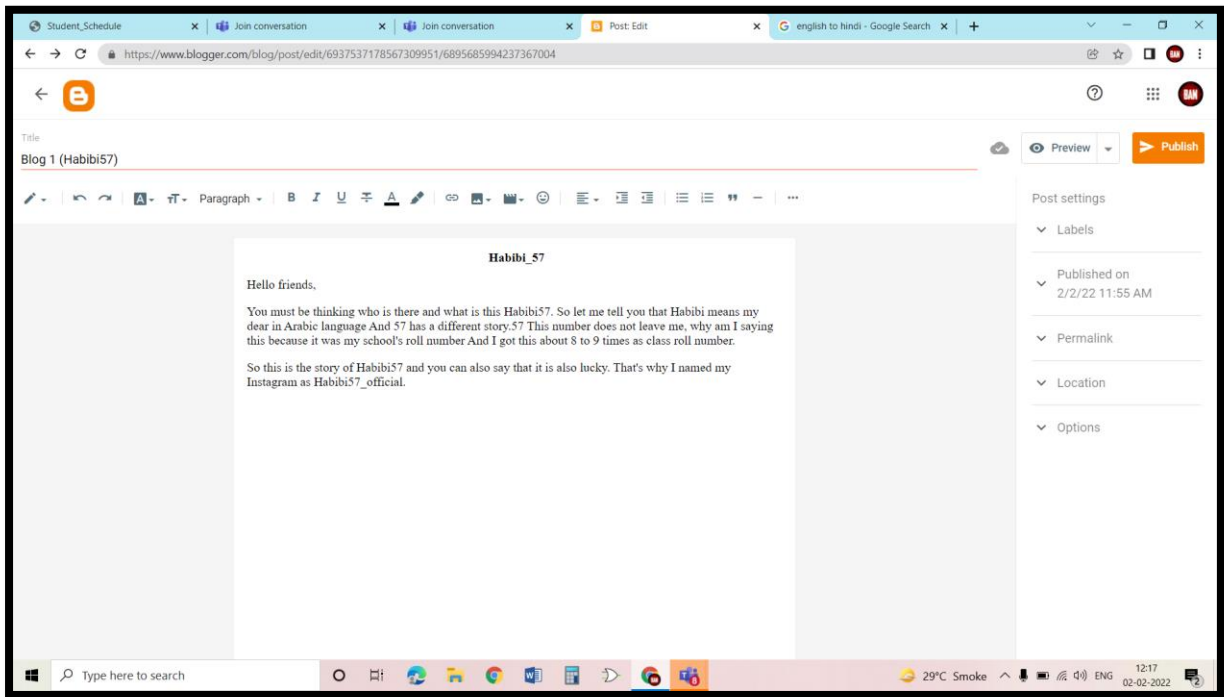 Student_Schedule
Join conversation
Join conversation
Post: Edit
english to hindi - Google Search
https://www.blogger.com/blog/post/edit/6937537178567309951/6895685994237367004
BAN
BAN
Title
Blog 1 (Habibi57)
Preview
Publish
Paragraph
B I U A
Post settings
Labels
Published on
2/2/22 11:55 AM
Permalink
Location
Options
Habibi_57
Hello friends,
You must be thinking who is there and what is this Habibi57. So let me tell you that Habibi means my
dear in Arabic language And 57 has a different story.57 This number does not leave me, why am I saying
this because it was my school's roll number And I got this about 8 to 9 times as class roll number.
So this is the story of Habibi57 and you can also say that it is also lucky. That's why I named my
Instagram as Habibi57_official.
Type here to search
29°C Smoke
ENG
12:17
02-02-2022
2